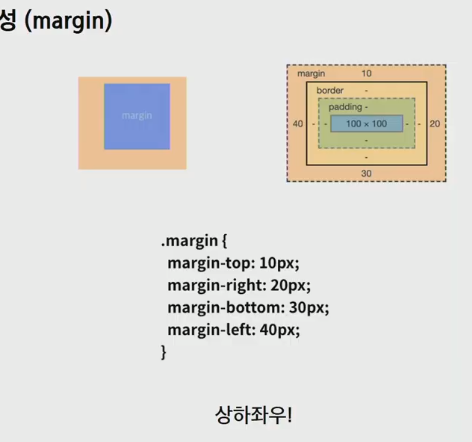 성 (margin)
margin
margin 10
border -
padding -
40 - - 100 × 100 - - 20
-
-
30
.margin {
margin-top: 10px;
margin-right: 20px;
margin-bottom: 30px;
margin-left: 40px;
}
상하좌우!